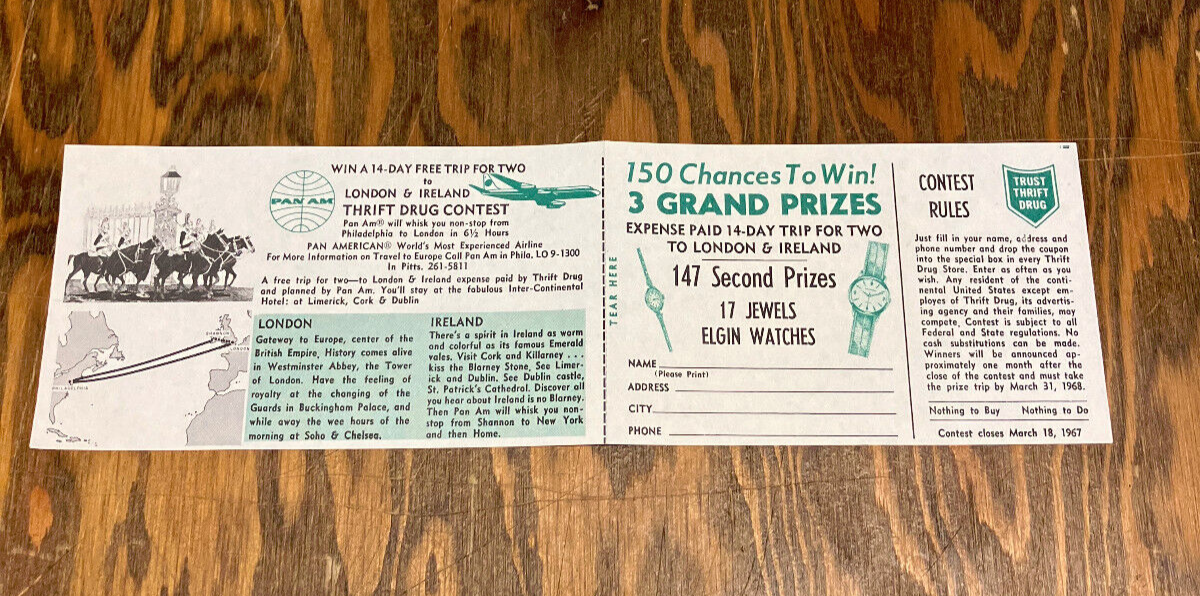 WIN A 14-DAY FREE TRIP FOR TWO
to
LONDON & IRELAND
THRIFT DRUG CONTEST
PAN AM
Pan Am® will whisk you non-stop from
Philadelphia to London in 6½ Hours
PAN AMERICAN® World's Most Experienced Airline
For More Information on Travel to Europe Call Pan Am in Phila. LO 9-1300
In Pitts. 261-5811
A free trip for two—to London & Ireland expense paid by Thrift Drug
and planned by Pan Am. You'll stay at the fabulous Inter-Continental
Hotel: at Limerick, Cork & Dublin
SHANNON
LONDON
PHILADELPHIA
LONDON
Gateway to Europe, center of the
British Empire, History comes alive
in Westminster Abbey, the Tower
of London. Have the feeling of
royalty at the changing of the
Guards in Buckingham Palace, and
while away the wee hours of the
morning at Soho & Chelsea.
IRELAND
There's a spirit in Ireland as warm
and colorful as its famous Emerald
vales. Visit Cork and Killarney . . .
kiss the Blarney Stone, See Limer-
ick and Dublin. See Dublin castle,
St. Patrick's Cathedral. Discover all
you hear about Ireland is no Blarney.
Then Pan Am will whisk you non-
stop from Shannon to New York
and then Home.
TEAR HERE
150 Chances To Win!
3 GRAND PRIZES
EXPENSE PAID 14-DAY TRIP FOR TWO
TO LONDON & IRELAND
147 Second Prizes
17 JEWELS
ELGIN WATCHES
NAME
(Please Print)
ADDRESS
CITY
PHONE
CONTEST
RULES
TRUST
THRIFT
DRUG
Just fill in your name, address and
phone number and drop the coupon
into the special box in every Thrift
Drug Store. Enter as often as you
wish. Any resident of the conti-
nental United States except em-
ployes of Thrift Drug, its advertis-
ing agency and their families, may
compete. Contest is subject to all
Federal and State regulations. No
cash substitutions can be made.
Winners will be announced ap-
proximately one month after the
close of the contest and must take
the prize trip by March 31, 1968.
Nothing to Buy Nothing to Do
Contest closes March 18, 1967